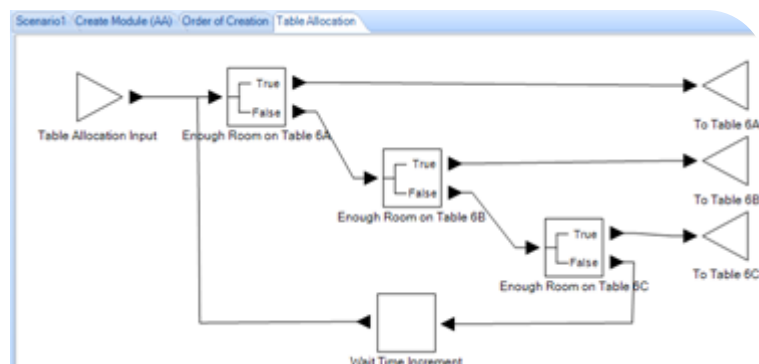 Scenario1 Create Module (AA) Order of Creation Table Allocation
True
False
Table Allocation Input
Enough Room on Table 6A
To Table 6A
True
False
Enough Room on Table 6B
To Table 6B
True
False
Enough Room on Table 6C
To Table 6C
Wait Time Increment